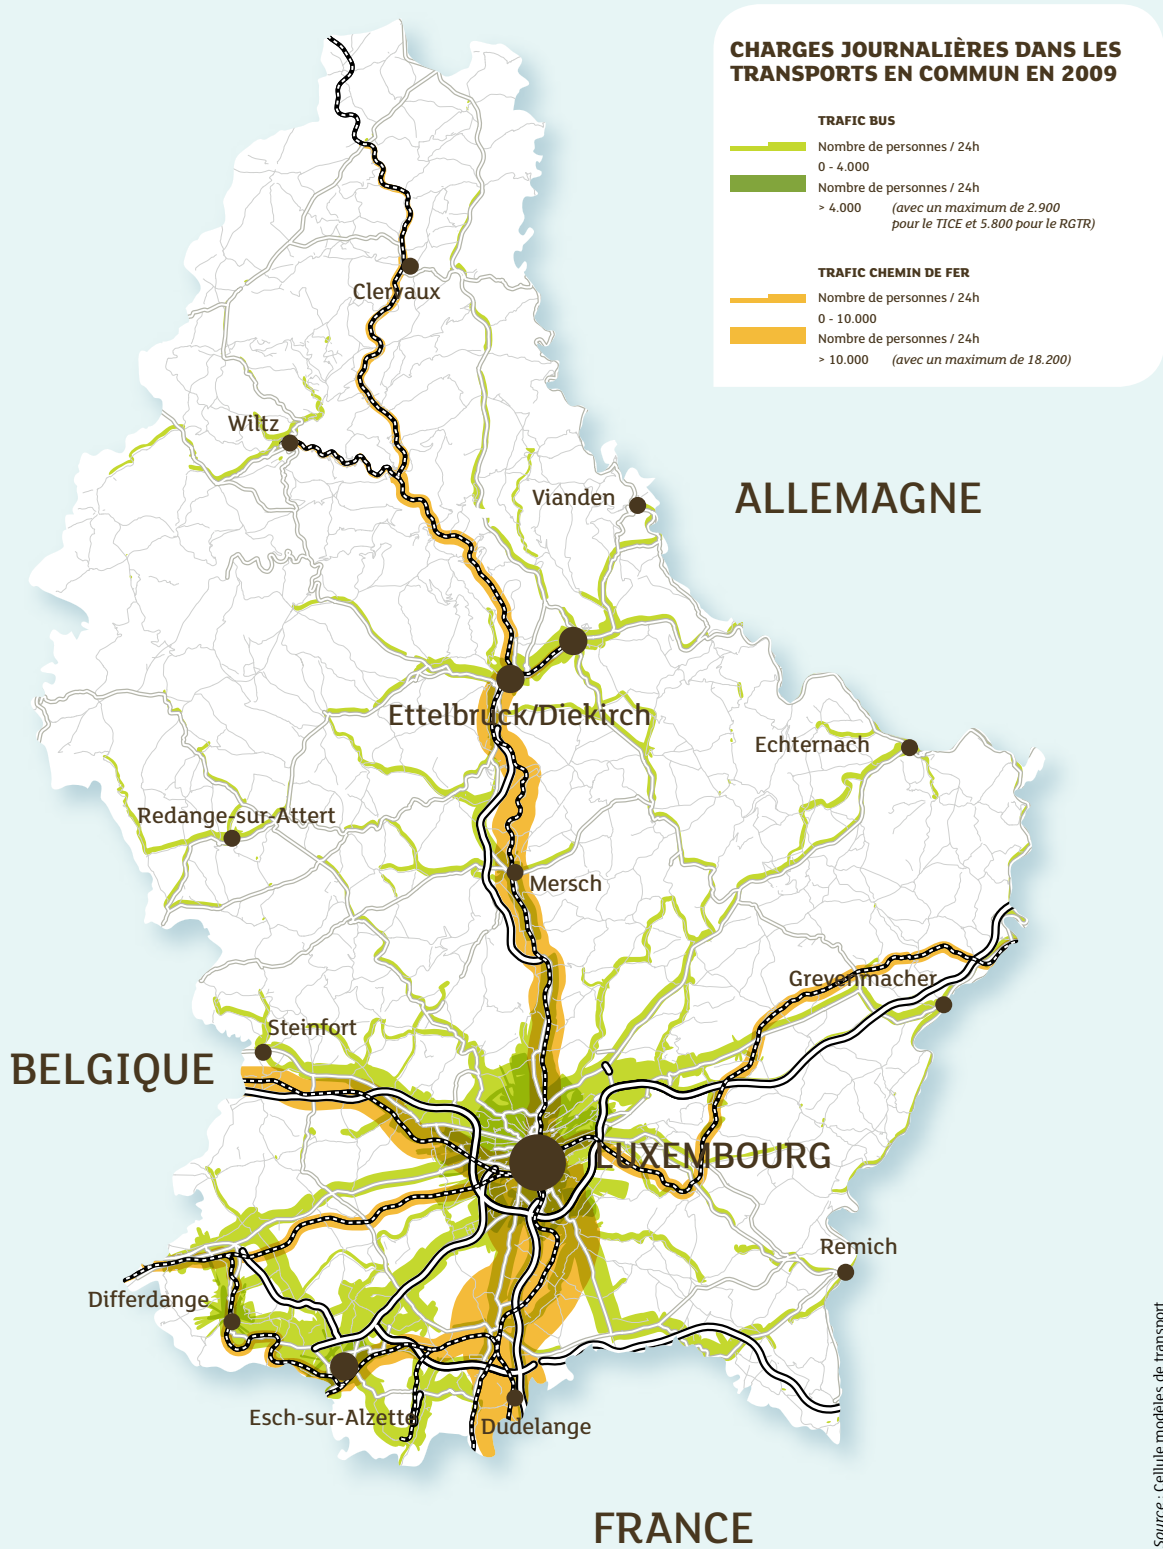 CHARGES JOURNALIÈRES DANS LES
TRANSPORTS EN COMMUN EN 2009
TRAFIC BUS
Nombre de personnes / 24h
0 - 4.000
Nombre de personnes / 24h
> 4.000 (avec un maximum de 2.900
pour le TICE et 5.800 pour le RGTR)
TRAFIC CHEMIN DE FER
Nombre de personnes / 24h
0 - 10.000
Nombre de personnes / 24h
> 10.000 (avec un maximum de 18.200)
Clervaux
Wiltz
Vianden
ALLEMAGNE
Ettelbruck/Diekirch
Echternach
Redange-sur-Attert
Mersch
Grevenmacher
Steinfort
BELGIQUE
LUXEMBOURG
Remich
Differdange
Esch-sur-Alzette
Dudelange
FRANCE
Source : Cellule modèles de transport